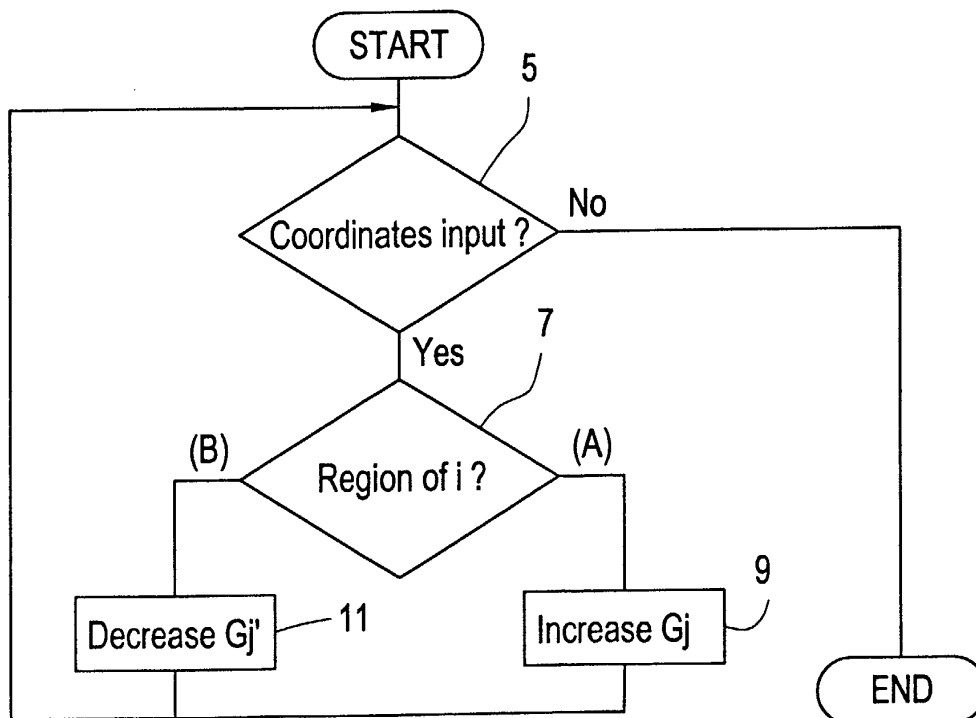 START
5
Coordinates input ?
No
Yes
7
(B)
(A)
Region of i ?
Decrease Gj'
11
Increase Gj
9
END